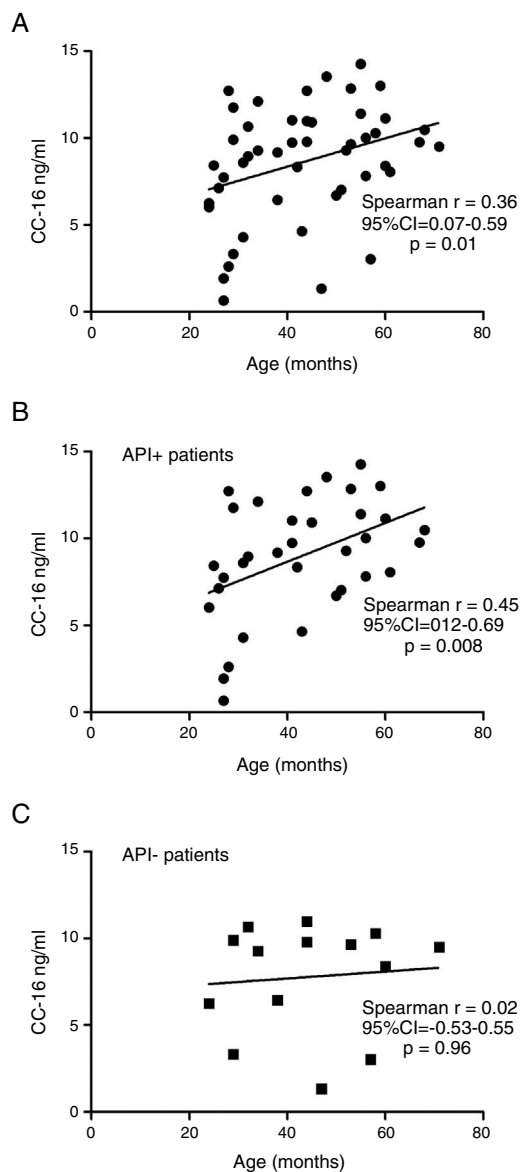 A
15
10
5
0
CC-16 ng/ml
Spearman r = 0.36
95%CI=0.07-0.59
p = 0.01
0 20 40 60 80
Age (months)
B
API+ patients
15
10
5
0
CC-16 ng/ml
Spearman r = 0.45
95%CI=012-0.69
p = 0.008
0 20 40 60 80
Age (months)
C
API- patients
15
10
5
0
CC-16 ng/ml
Spearman r = 0.02
95%CI=-0.53-0.55
p = 0.96
0 20 40 60 80
Age (months)